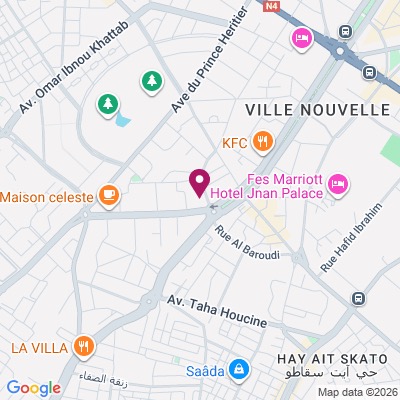 N4
Av. Omar Ibnou Khattab
Ave du Prince Heritier
VILLE NOUVELLE
KFC
Fes Marriott
Hotel Jnan Palace
Maison celeste
Rue Al Baroudi
Rue Hafid Ibrahim
Av. Taha Houcine
LA VILLA
زنقة الصفاء
Saâda
HAY AIT SKATO
حي آيت سقاطو
Google
Map data ©2026